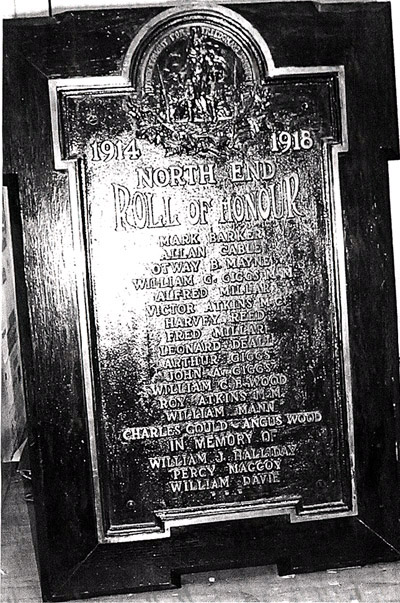 1914 1918
NORTH END
ROLL OF HONOUR
MARK BARKER
ALLAN CABLE
OTWAY B. MAYNE
WILLIAM G. GIGGS M.M.
ALFRED MILLAR
VICTOR ATKINS
HARVEY REED
FRED MILLAR
LEONARD DEALL
ARTHUR GIGGS
JOHN A. GIGGS
WILLIAM C. F. WOOD
ROY ATKINS M.M.
WILLIAM MANN
CHARLES GOULD - ANGUS WOOD
IN MEMORY OF
WILLIAM J. HALLIDAY
PERCY MAGGOY
WILLIAM DAVIE